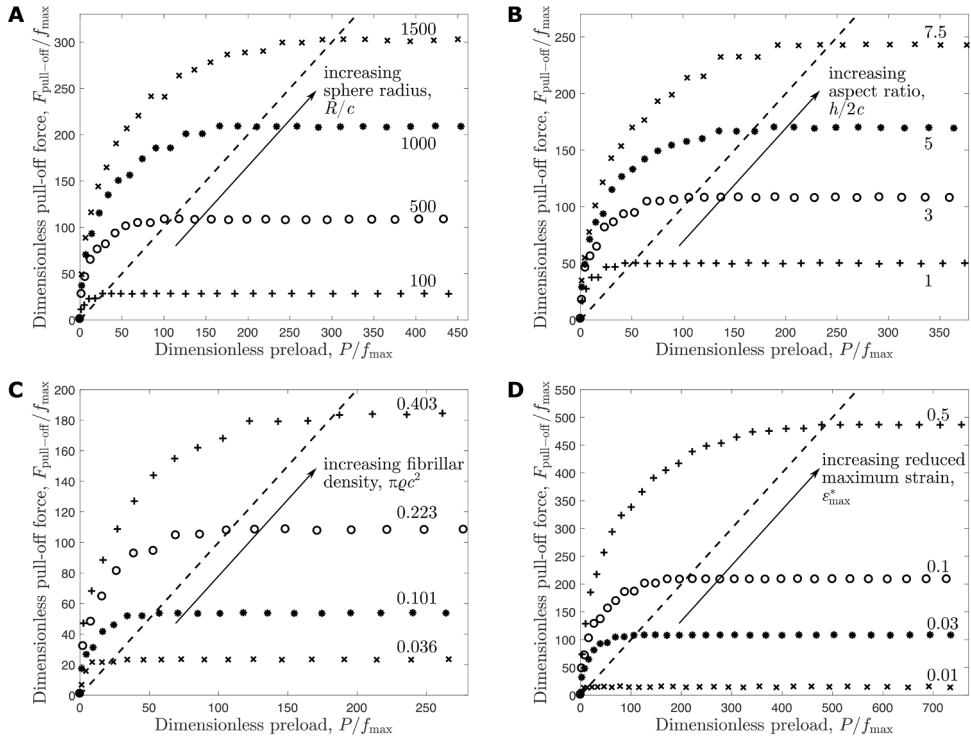 A
Dimensionless pull-off force, F_pull−off/f_max
300
250
200
150
100
50
0
1500
increasing
sphere radius,
R/c
1000
500
100
0 50 100 150 200 250 300 350 400 450
Dimensionless preload, P/f_max
B
Dimensionless pull-off force, F_pull−off/f_max
250
200
150
100
50
0
7.5
increasing
aspect ratio,
h/2c
5
3
1
0 50 100 150 200 250 300 350
Dimensionless preload, P/f_max
C
Dimensionless pull-off force, F_pull−off/f_max
200
180
160
140
120
100
80
60
40
20
0
0.403
increasing fibrillar
density, πϱc²
0.223
0.101
0.036
0 50 100 150 200 250
Dimensionless preload, P/f_max
D
Dimensionless pull-off force, F_pull−off/f_max
550
500
450
400
350
300
250
200
150
100
50
0
0.5
increasing reduced
maximum strain,
ε*_max
0.1
0.03
0.01
0 100 200 300 400 500 600 700
Dimensionless preload, P/f_max